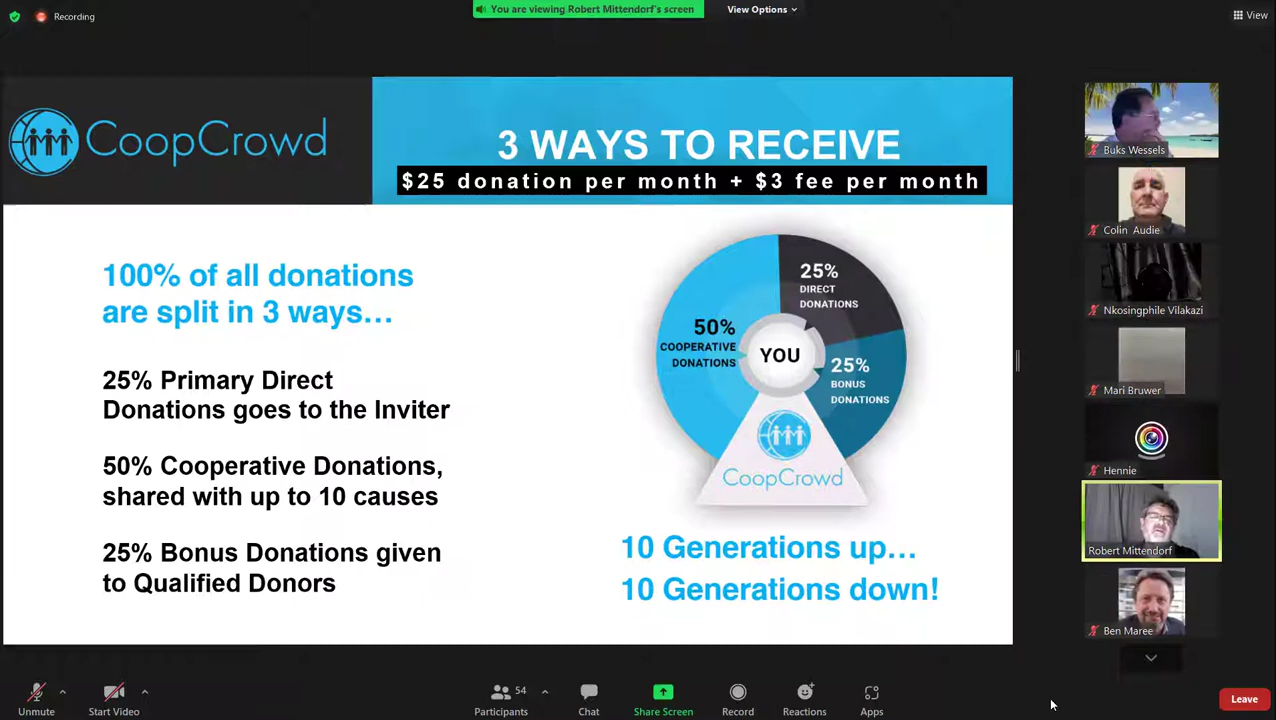 Recording
You are viewing Robert Mittendorf's screen
View Options
View
CoopCrowd
3 WAYS TO RECEIVE
$25 donation per month + $3 fee per month
100% of all donations
are split in 3 ways…
25% Primary Direct
Donations goes to the Inviter
50% Cooperative Donations,
shared with up to 10 causes
25% Bonus Donations given
to Qualified Donors
25%
DIRECT
DONATIONS
50%
COOPERATIVE
DONATIONS
YOU
25%
BONUS
DONATIONS
CoopCrowd
10 Generations up…
10 Generations down!
Buks Wessels
Colin Audie
Nkosingphile Vilakazi
Mari Bruwer
Hennie
Robert Mittendorf
Ben Maree
Unmute
Start Video
54
Participants
Chat
Share Screen
Record
Reactions
Apps
Leave